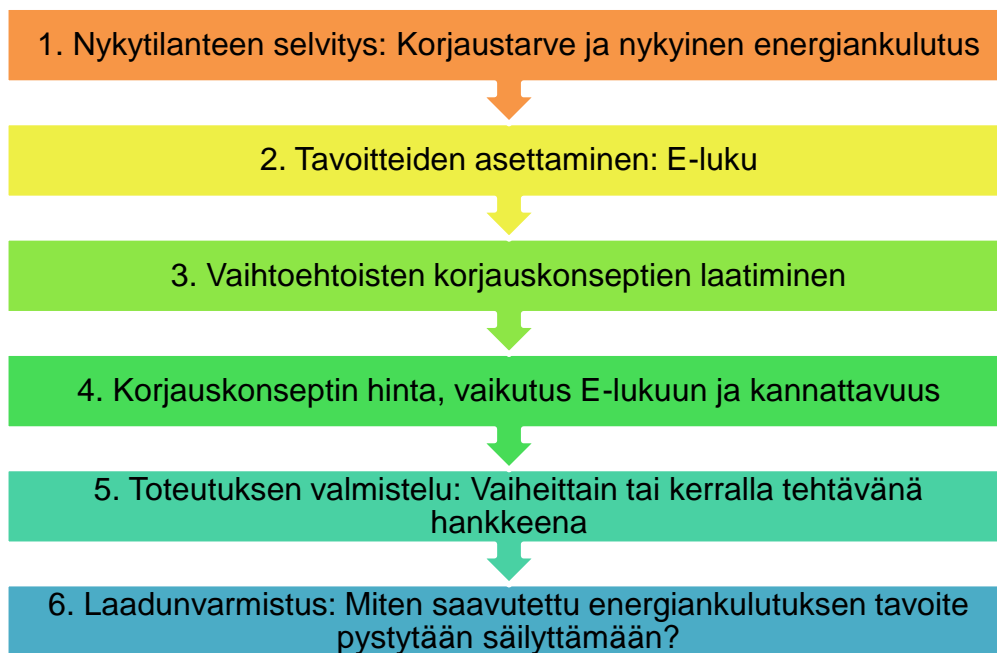 1. Nykytilanteen selvitys: Korjaustarve ja nykyinen energiankulutus
2. Tavoitteiden asettaminen: E-luku
3. Vaihtoehtoisten korjauskonseptien laatiminen
4. Korjauskonseptin hinta, vaikutus E-lukuun ja kannattavuus
5. Toteutuksen valmistelu: Vaiheittain tai kerralla tehtävänä
hankkeena
6. Laadunvarmistus: Miten saavutettu energiankulutuksen tavoite
pystytään säilyttämään?